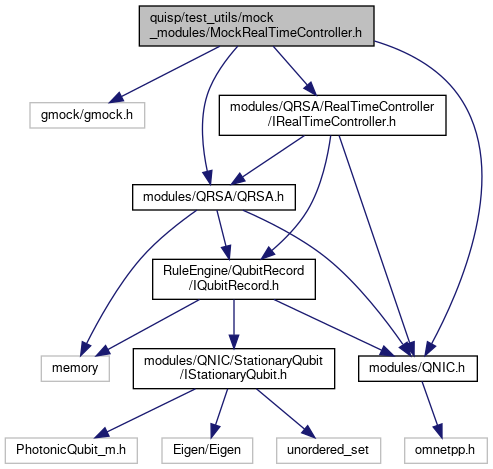 quisp/test_utils/mock
_modules/MockRealTimeController.h
gmock/gmock.h
modules/QRSA/RealTimeController
/IRealTimeController.h
modules/QRSA/QRSA.h
RuleEngine/QubitRecord
/IQubitRecord.h
memory
modules/QNIC/StationaryQubit
/IStationaryQubit.h
modules/QNIC.h
PhotonicQubit_m.h
Eigen/Eigen
unordered_set
omnetpp.h